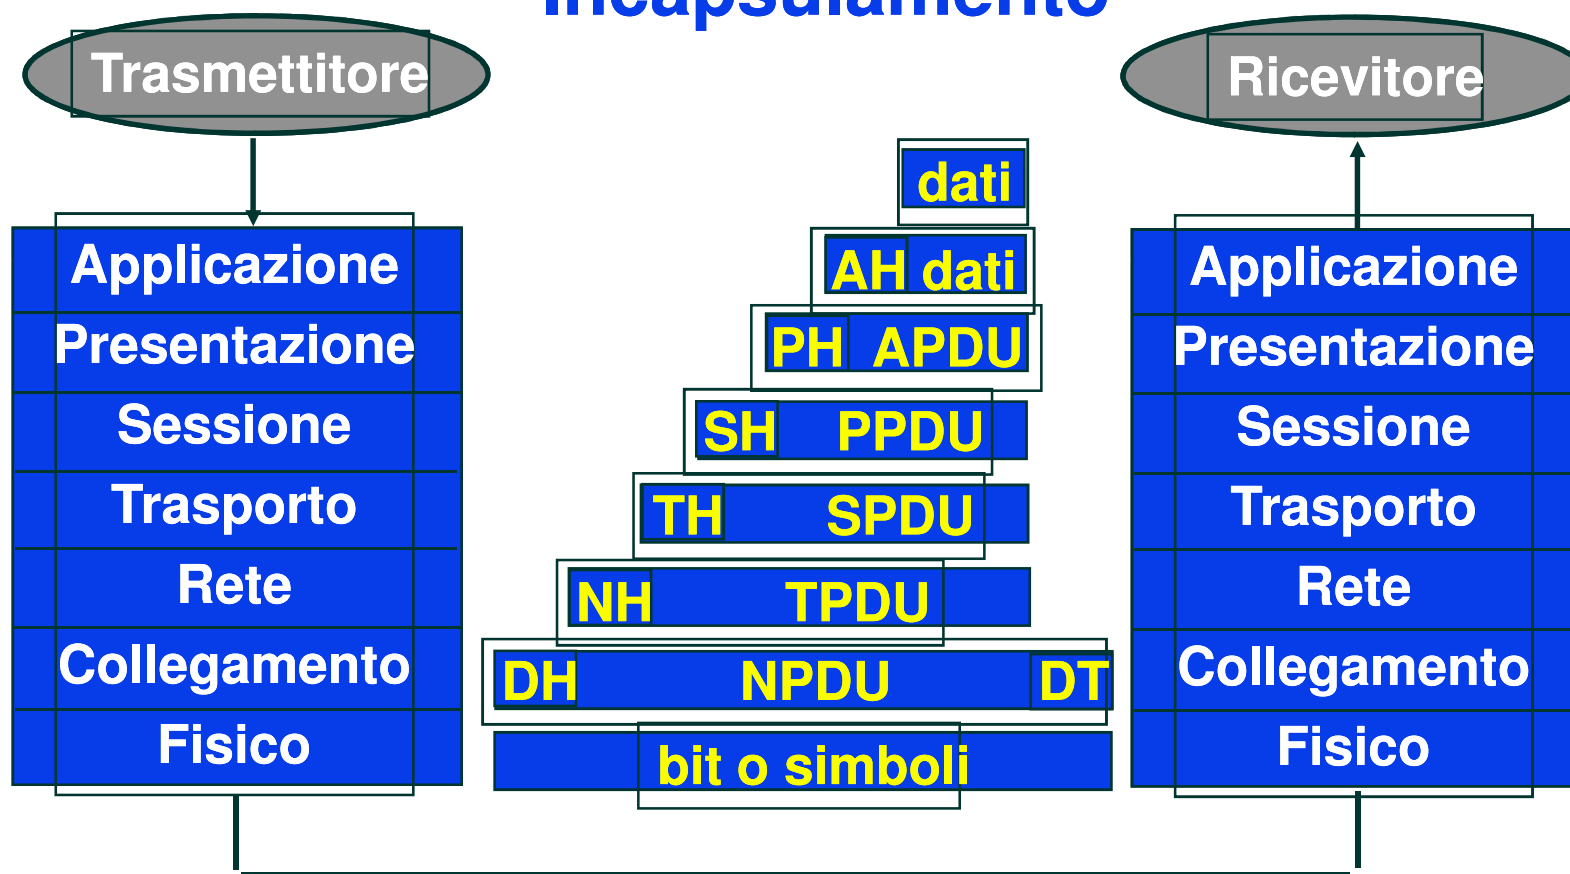 Incapsulamento
Trasmettitore
Ricevitore
dati
Applicazione
AH dati
Applicazione
Presentazione
PH APDU
Presentazione
Sessione
SH PPDU
Sessione
Trasporto
TH SPDU
Trasporto
Rete
NH TPDU
Rete
Collegamento
DH NPDU DT
Collegamento
Fisico
bit o simboli
Fisico